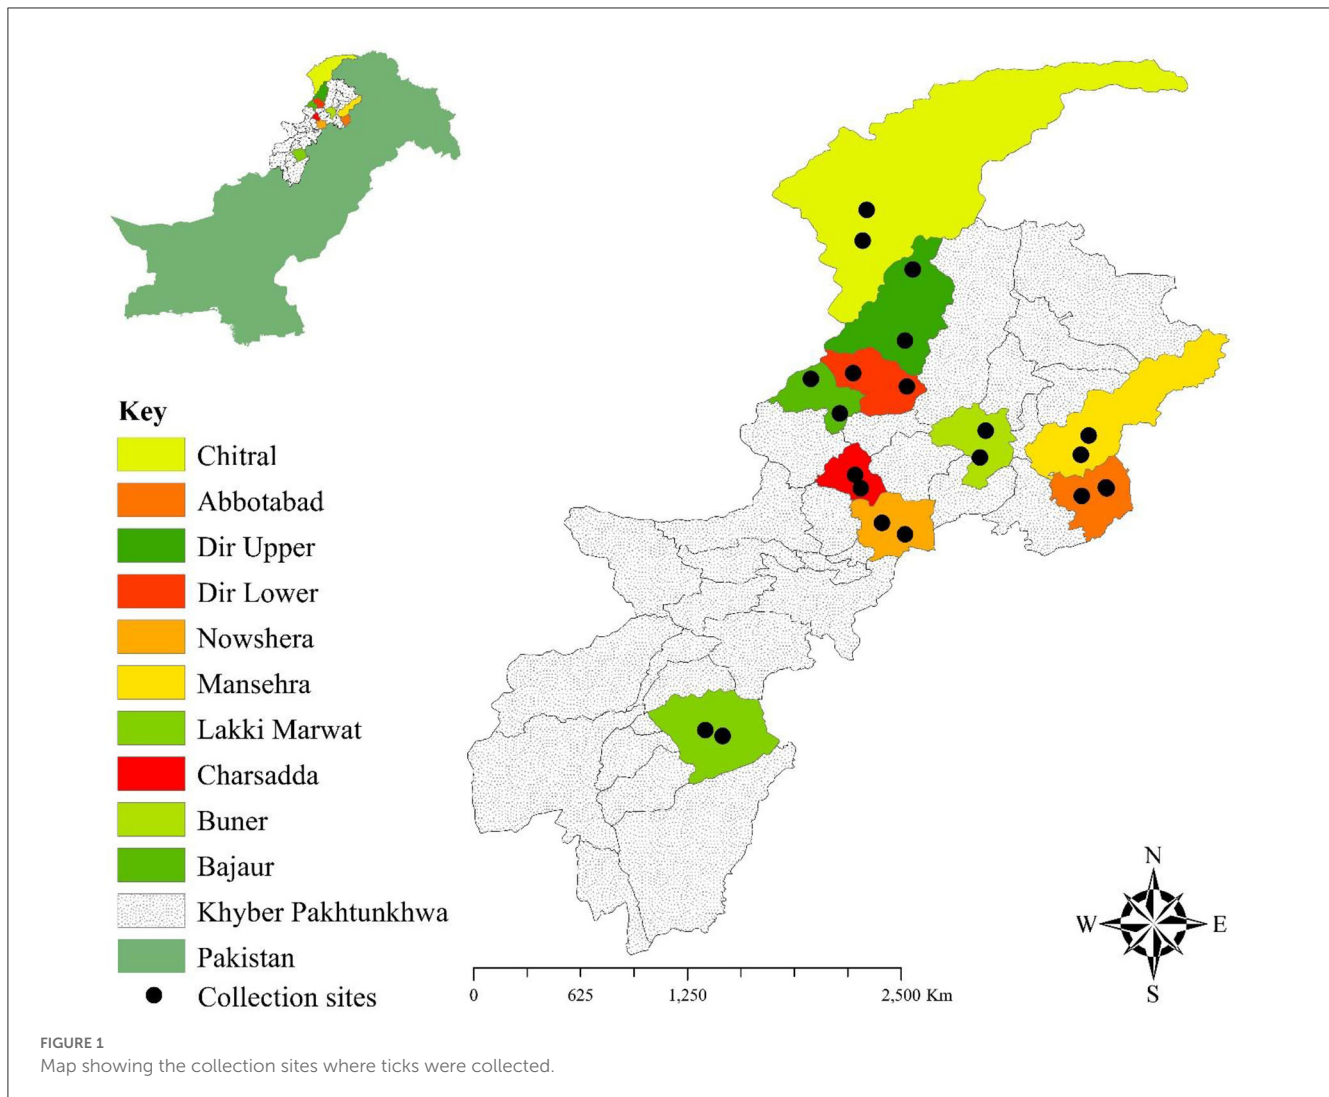 Key
Chitral
Abbotabad
Dir Upper
Dir Lower
Nowshera
Mansehra
Lakki Marwat
Charsadda
Buner
Bajaur
Khyber Pakhtunkhwa
Pakistan
Collection sites
N
W E
S
0 625 1,250 2,500 Km
FIGURE 1
Map showing the collection sites where ticks were collected.